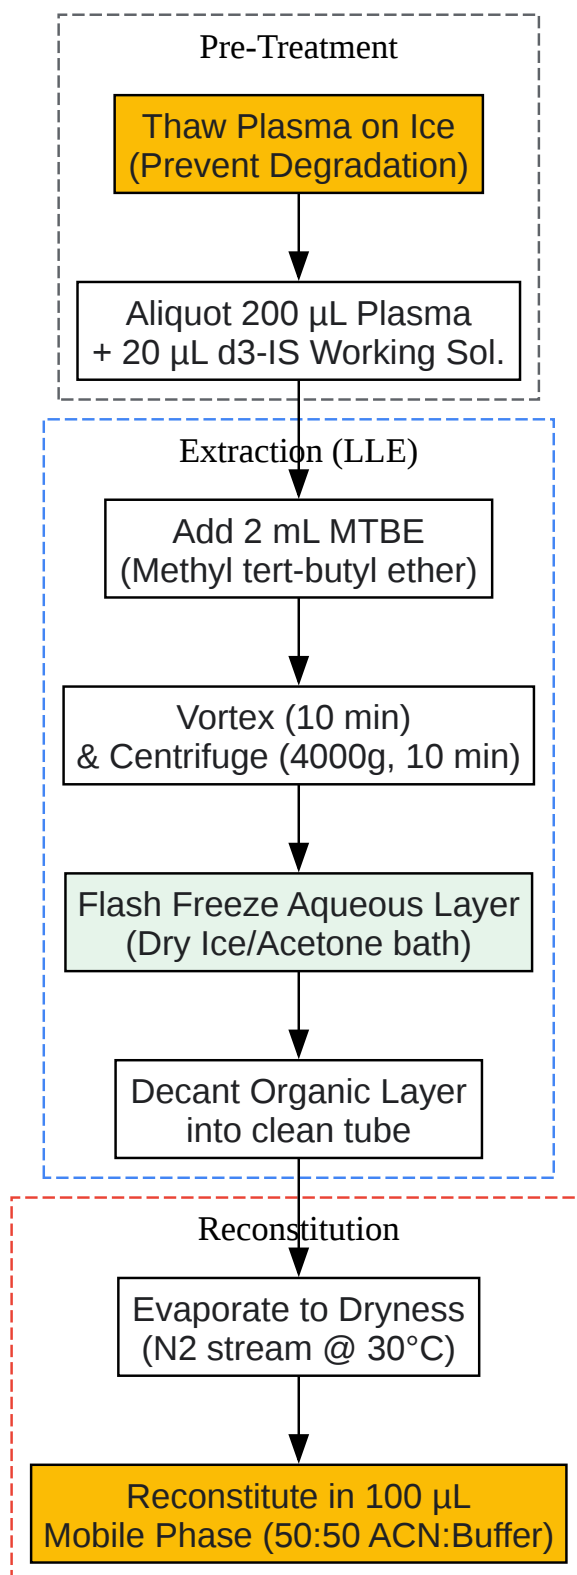 Pre-Treatment
Thaw Plasma on Ice
(Prevent Degradation)
Aliquot 200 µL Plasma
+ 20 µL d3-IS Working Sol.
Extraction (LLE)
Add 2 mL MTBE
(Methyl tert-butyl ether)
Vortex (10 min)
& Centrifuge (4000g, 10 min)
Flash Freeze Aqueous Layer
(Dry Ice/Acetone bath)
Decant Organic Layer
into clean tube
Reconstitution
Evaporate to Dryness
(N2 stream @ 30°C)
Reconstitute in 100 µL
Mobile Phase (50:50 ACN:Buffer)